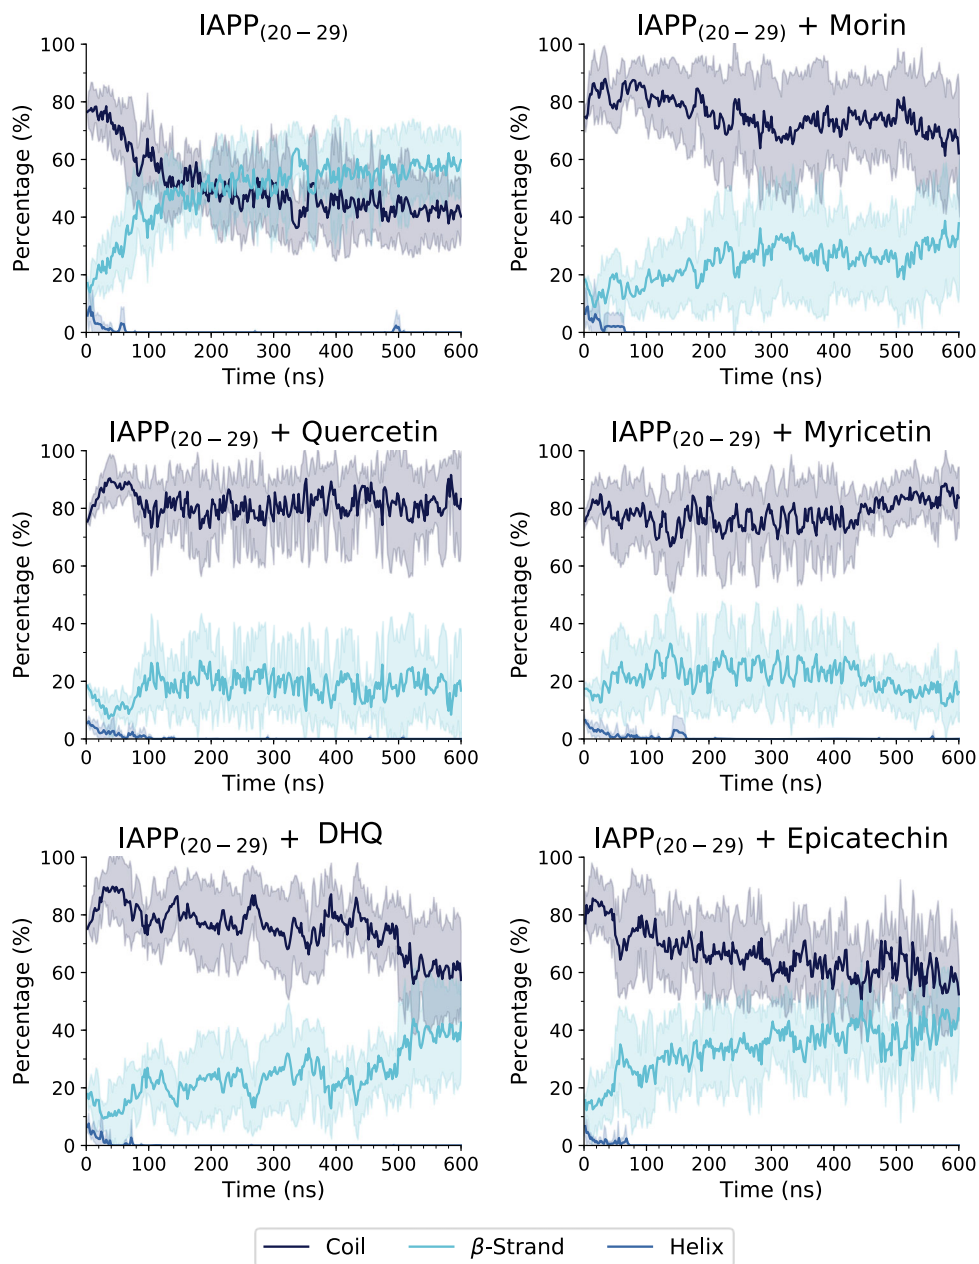 IAPP(20 − 29)
IAPP(20 − 29) + Morin
Percentage (%)
100
80
60
40
20
0
0 100 200 300 400 500 600
Time (ns)
Percentage (%)
100
80
60
40
20
0
0 100 200 300 400 500 600
Time (ns)
IAPP(20 − 29) + Quercetin
IAPP(20 − 29) + Myricetin
Percentage (%)
100
80
60
40
20
0
0 100 200 300 400 500 600
Time (ns)
Percentage (%)
100
80
60
40
20
0
0 100 200 300 400 500 600
Time (ns)
IAPP(20 − 29) + DHQ
IAPP(20 − 29) + Epicatechin
Percentage (%)
100
80
60
40
20
0
0 100 200 300 400 500 600
Time (ns)
Percentage (%)
100
80
60
40
20
0
0 100 200 300 400 500 600
Time (ns)
Coil β-Strand Helix